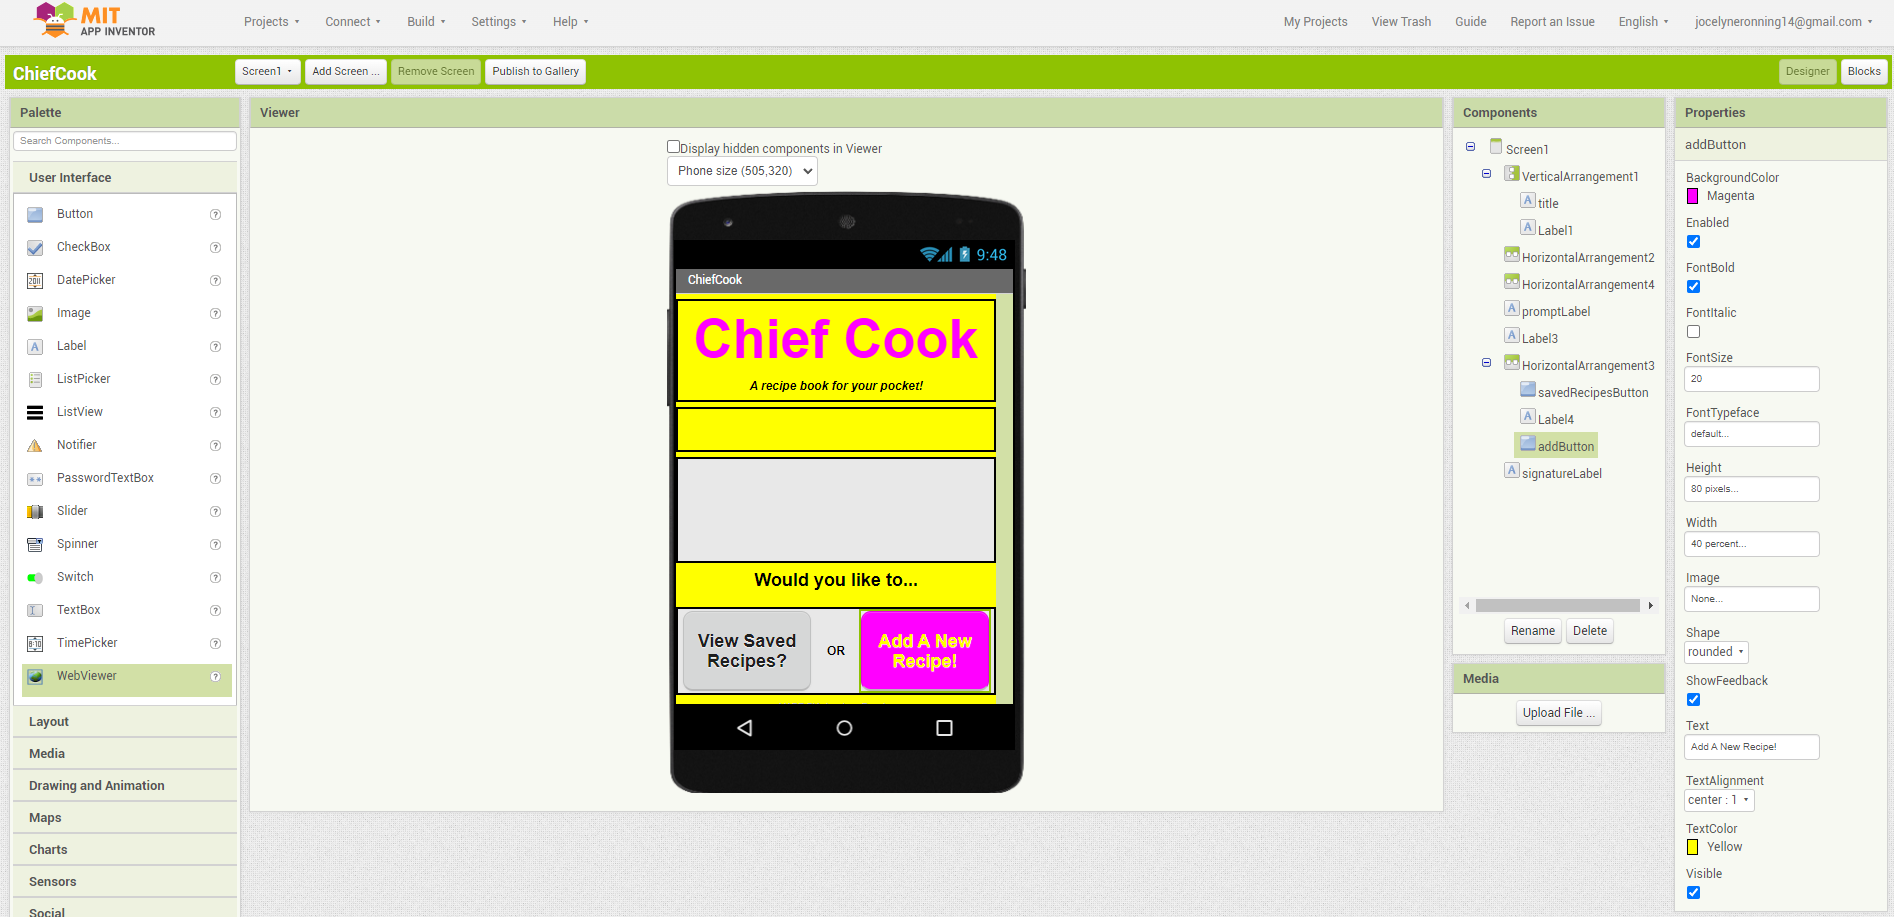 MIT
APP INVENTOR
Projects Connect Build Settings Help
My Projects View Trash Guide Report an Issue English jocelyneronning14@gmail.com
ChiefCook
Screen1 Add Screen ... Remove Screen Publish to Gallery
Designer Blocks
Palette
Search Components...
User Interface
Button ?
CheckBox ?
DatePicker ?
Image ?
Label ?
ListPicker ?
ListView ?
Notifier ?
PasswordTextBox ?
Slider ?
Spinner ?
Switch ?
TextBox ?
TimePicker ?
WebViewer ?
Layout
Media
Drawing and Animation
Maps
Charts
Sensors
Social
Viewer
Display hidden components in Viewer
Phone size (505,320)
9:48
ChiefCook
Chief Cook
A recipe book for your pocket!
Would you like to...
View Saved
Recipes?
OR
Add A New
Recipe!
Components
Screen1
VerticalArrangement1
A title
A Label1
HorizontalArrangement2
HorizontalArrangement4
A promptLabel
A Label3
HorizontalArrangement3
savedRecipesButton
A Label4
addButton
A signatureLabel
Rename Delete
Media
Upload File ...
Properties
addButton
BackgroundColor
Magenta
Enabled
FontBold
FontItalic
FontSize
20
FontTypeface
default...
Height
80 pixels...
Width
40 percent...
Image
None...
Shape
rounded
ShowFeedback
Text
Add A New Recipe!
TextAlignment
center : 1
TextColor
Yellow
Visible